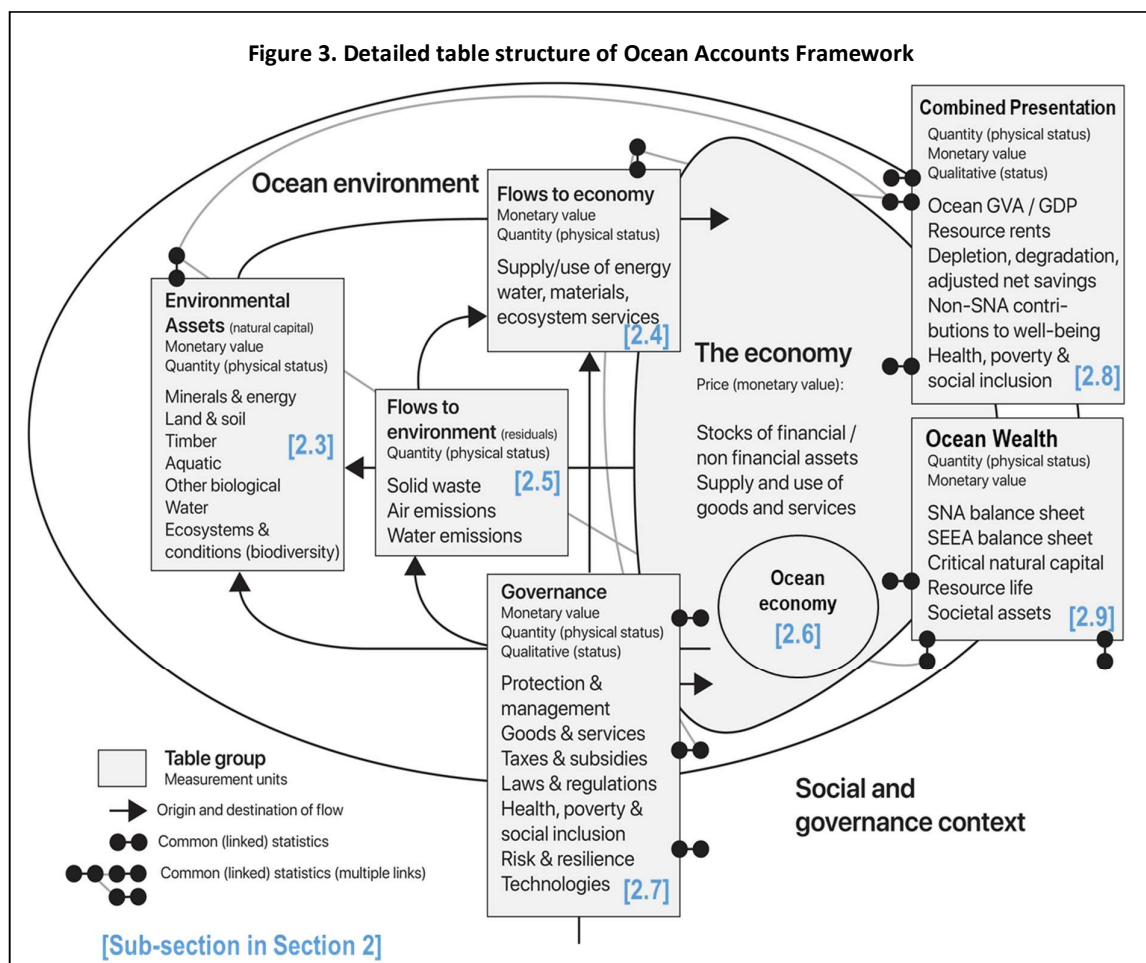 Figure 3. Detailed table structure of Ocean Accounts Framework
Ocean environment
Environmental
Assets (natural capital)
Monetary value
Quantity (physical status)
Minerals & energy
Land & soil
Timber
Aquatic
Other biological
Water
Ecosystems &
conditions (biodiversity)
[2.3]
Flows to economy
Monetary value
Quantity (physical status)
Supply/use of energy
water, materials,
ecosystem services
[2.4]
Flows to
environment (residuals)
Quantity (physical status)
Solid waste
Air emissions
Water emissions
[2.5]
The economy
Price (monetary value):
Stocks of financial /
non financial assets
Supply and use of
goods and services
Ocean
economy
[2.6]
Governance
Monetary value
Quantity (physical status)
Qualitative (status)
Protection &
management
Goods & services
Taxes & subsidies
Laws & regulations
Health, poverty &
social inclusion
Risk & resilience
Technologies
[2.7]
Combined Presentation
Quantity (physical status)
Monetary value
Qualitative (status)
Ocean GVA / GDP
Resource rents
Depletion, degradation,
adjusted net savings
Non-SNA contri-
butions to well-being
Health, poverty &
social inclusion
[2.8]
Ocean Wealth
Quantity (physical status)
Monetary value
SNA balance sheet
SEEA balance sheet
Critical natural capital
Resource life
Societal assets
[2.9]
Social and
governance context
Table group
Measurement units
Origin and destination of flow
Common (linked) statistics
Common (linked) statistics (multiple links)
[Sub-section in Section 2]